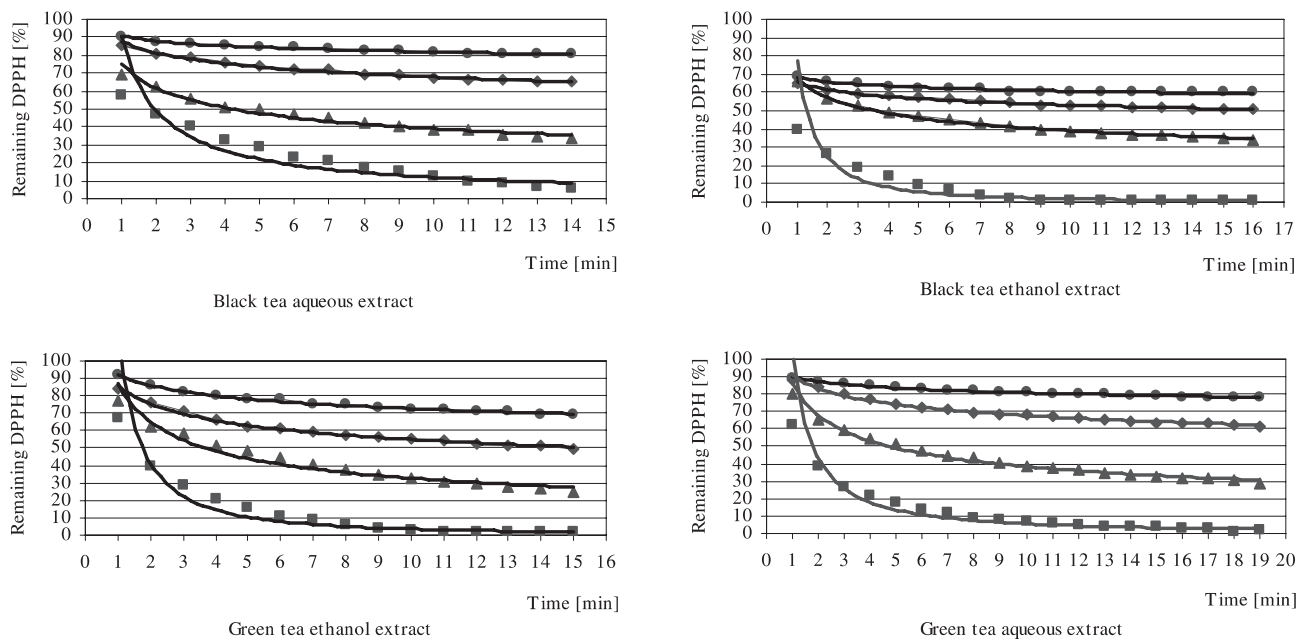 Remaining DPPH [%]
100
90
80
70
60
50
40
30
20
10
0
0 1 2 3 4 5 6 7 8 9 10 11 12 13 14 15
Time [min]
Black tea aqueous extract
Remaining DPPH [%]
100
90
80
70
60
50
40
30
20
10
0
0 1 2 3 4 5 6 7 8 9 10 11 12 13 14 15 16 17
Time [min]
Black tea ethanol extract
Remaining DPPH [%]
100
90
80
70
60
50
40
30
20
10
0
0 1 2 3 4 5 6 7 8 9 10 11 12 13 14 15 16
Time [min]
Green tea ethanol extract
Remaining DPPH [%]
100
90
80
70
60
50
40
30
20
10
0
0 1 2 3 4 5 6 7 8 9 10 11 12 13 14 15 16 17 18 19 20
Time [min]
Green tea aqueous extract